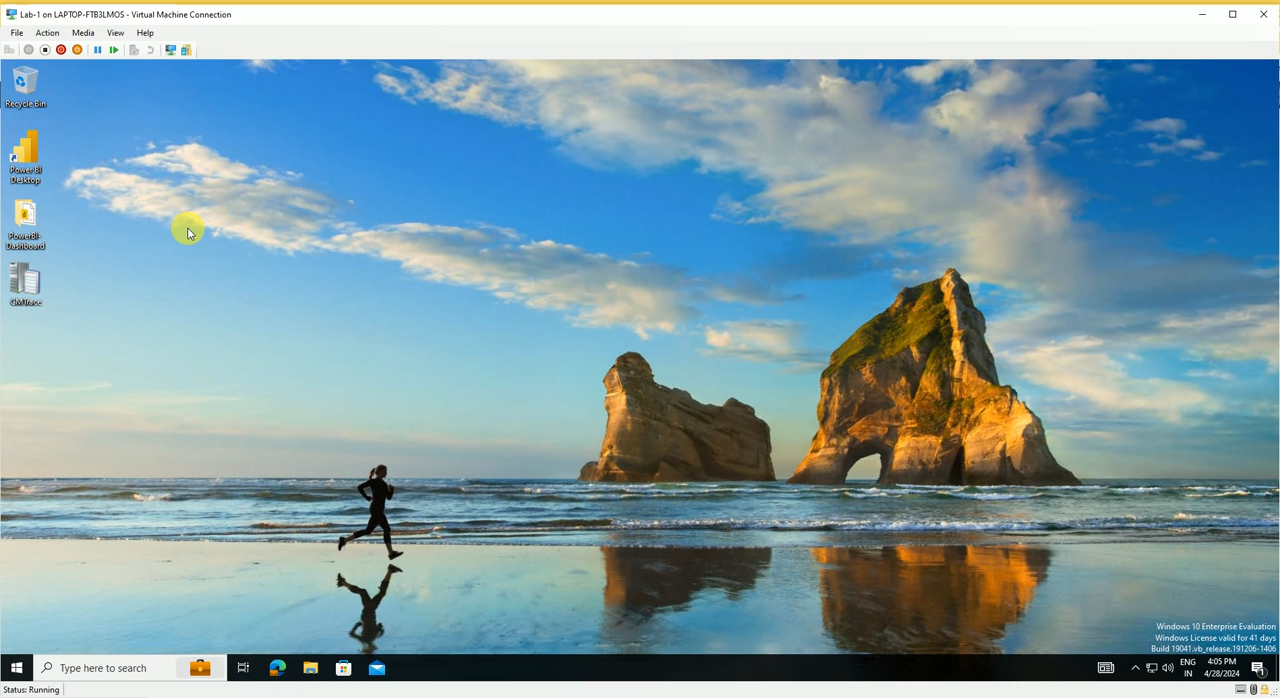 Lab-1 on LAPTOP-FTB3LMOS - Virtual Machine Connection
File Action Media View Help
Recycle Bin
Power BI
Desktop
PowerBI-
Dashboard
CMTrace
Windows 10 Enterprise Evaluation
Windows License valid for 41 days
Build 19041.vb_release.191206-1406
Type here to search
ENG
IN
4:05 PM
4/28/2024
1
Status: Running